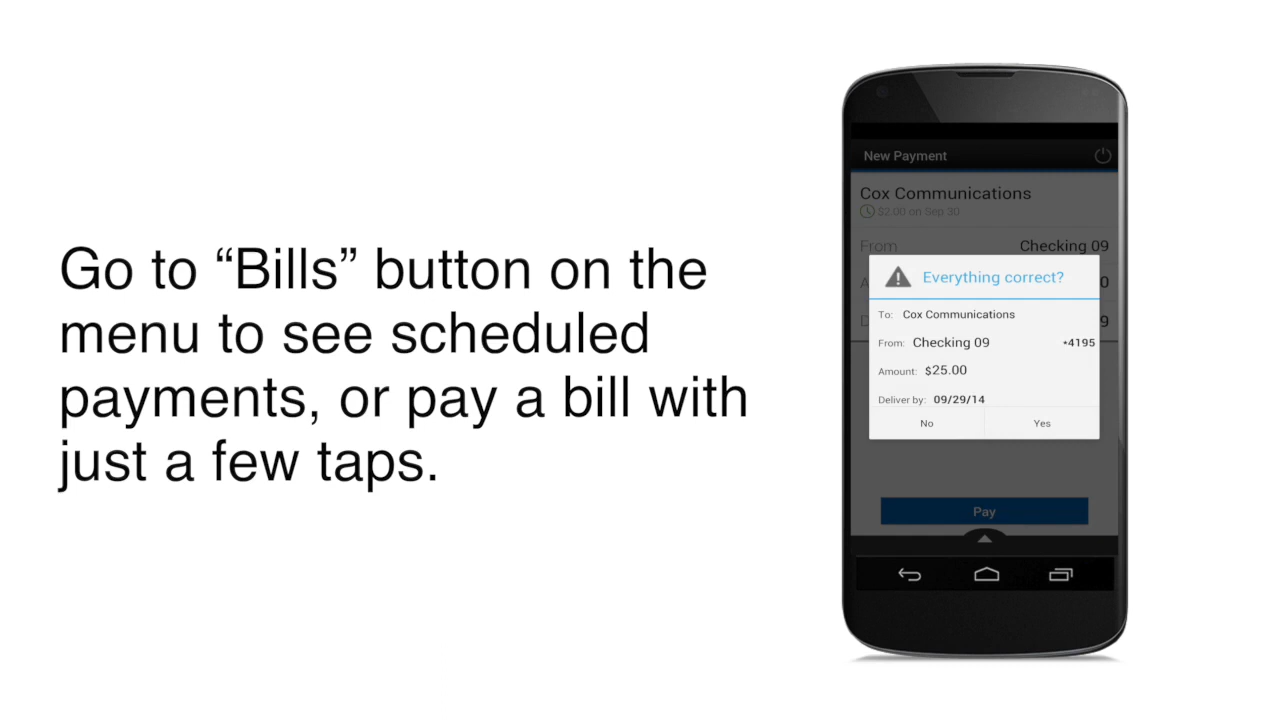 Go to “Bills” button on the
menu to see scheduled
payments, or pay a bill with
just a few taps.
New Payment
Cox Communications
$2.00 on Sep 30
From Checking 09
Everything correct?
To: Cox Communications
From: Checking 09 *4195
Amount: $25.00
Deliver by: 09/29/14
No Yes
Pay